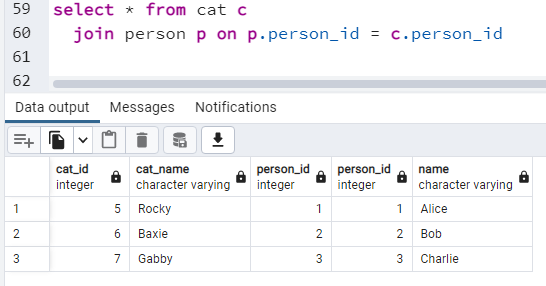 59 select * from cat c
60 join person p on p.person_id = c.person_id
61
62
Data output Messages Notifications
cat_id integer cat_name character varying person_id integer person_id integer name character varying
1 5 Rocky 1 1 Alice
2 6 Baxie 2 2 Bob
3 7 Gabby 3 3 Charlie